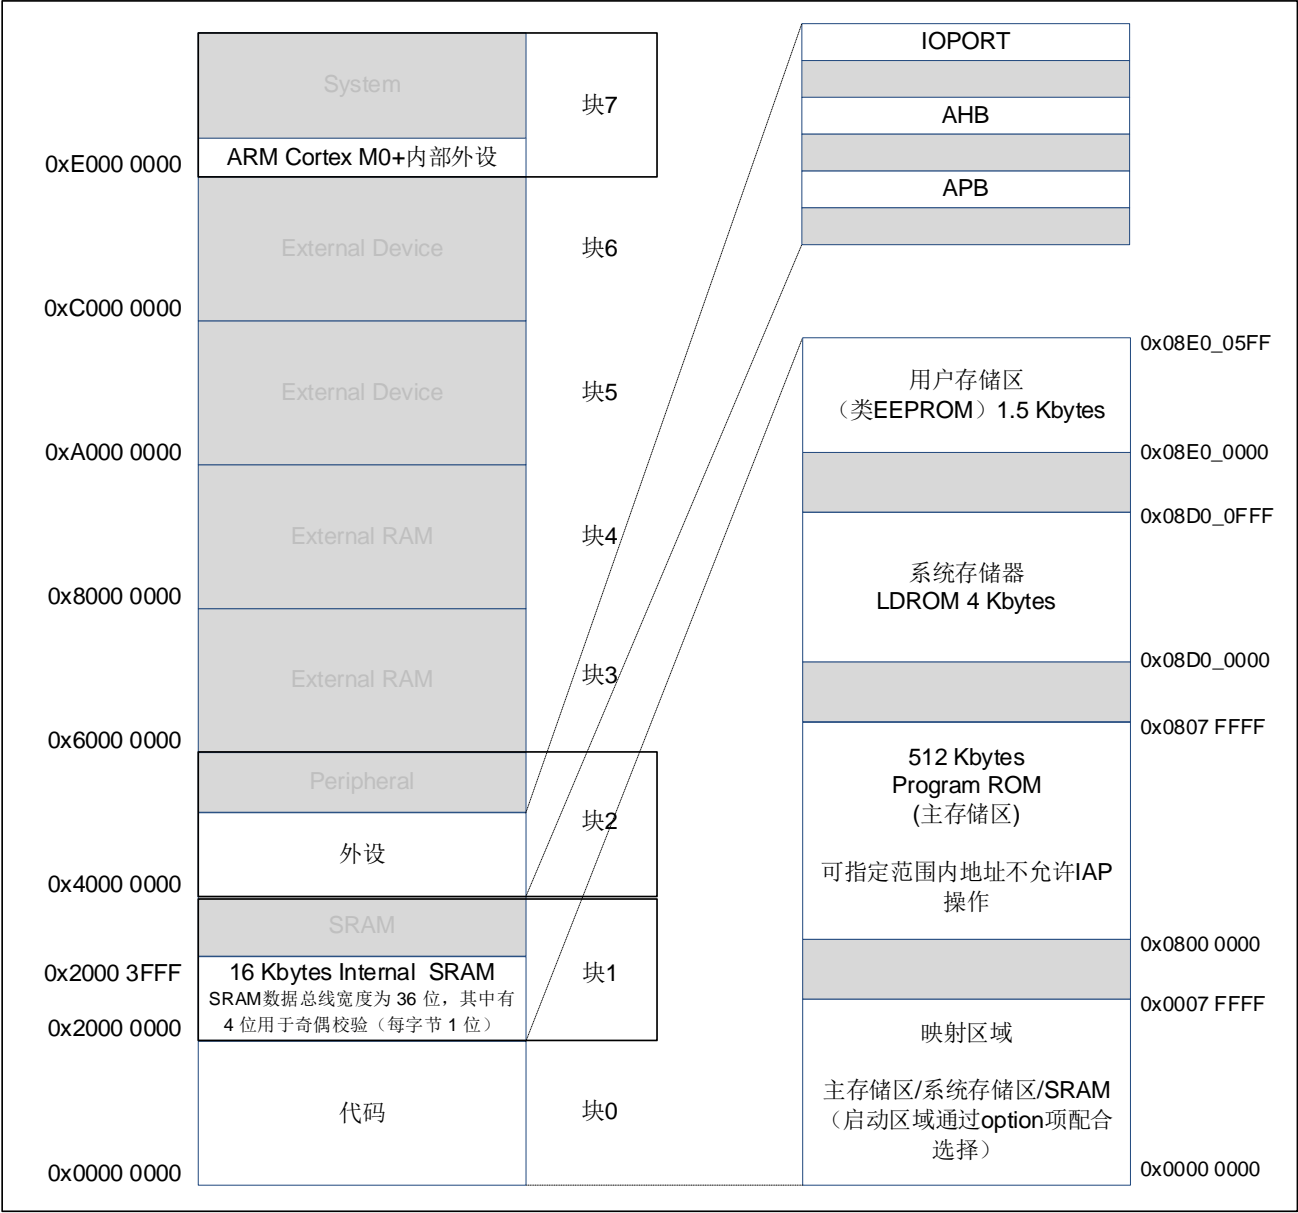 System
块7
ARM Cortex M0+内部外设
0xE000 0000
External Device
块6
0xC000 0000
External Device
块5
0xA000 0000
External RAM
块4
0x8000 0000
External RAM
块3
0x6000 0000
Peripheral
块2
外设
0x4000 0000
SRAM
0x2000 3FFF
16 Kbytes Internal SRAM
SRAM数据总线宽度为 36 位，其中有
4 位用于奇偶校验（每字节 1 位）
块1
0x2000 0000
代码
块0
0x0000 0000
IOPORT
AHB
APB
0x08E0_05FF
用户存储区
（类EEPROM）1.5 Kbytes
0x08E0_0000
0x08D0_0FFF
系统存储器
LDROM 4 Kbytes
0x08D0_0000
0x0807 FFFF
512 Kbytes
Program ROM
(主存储区)
可指定范围内地址不允许IAP
操作
0x0800 0000
0x0007 FFFF
映射区域
主存储区/系统存储区/SRAM
（启动区域通过option项配合
选择）
0x0000 0000